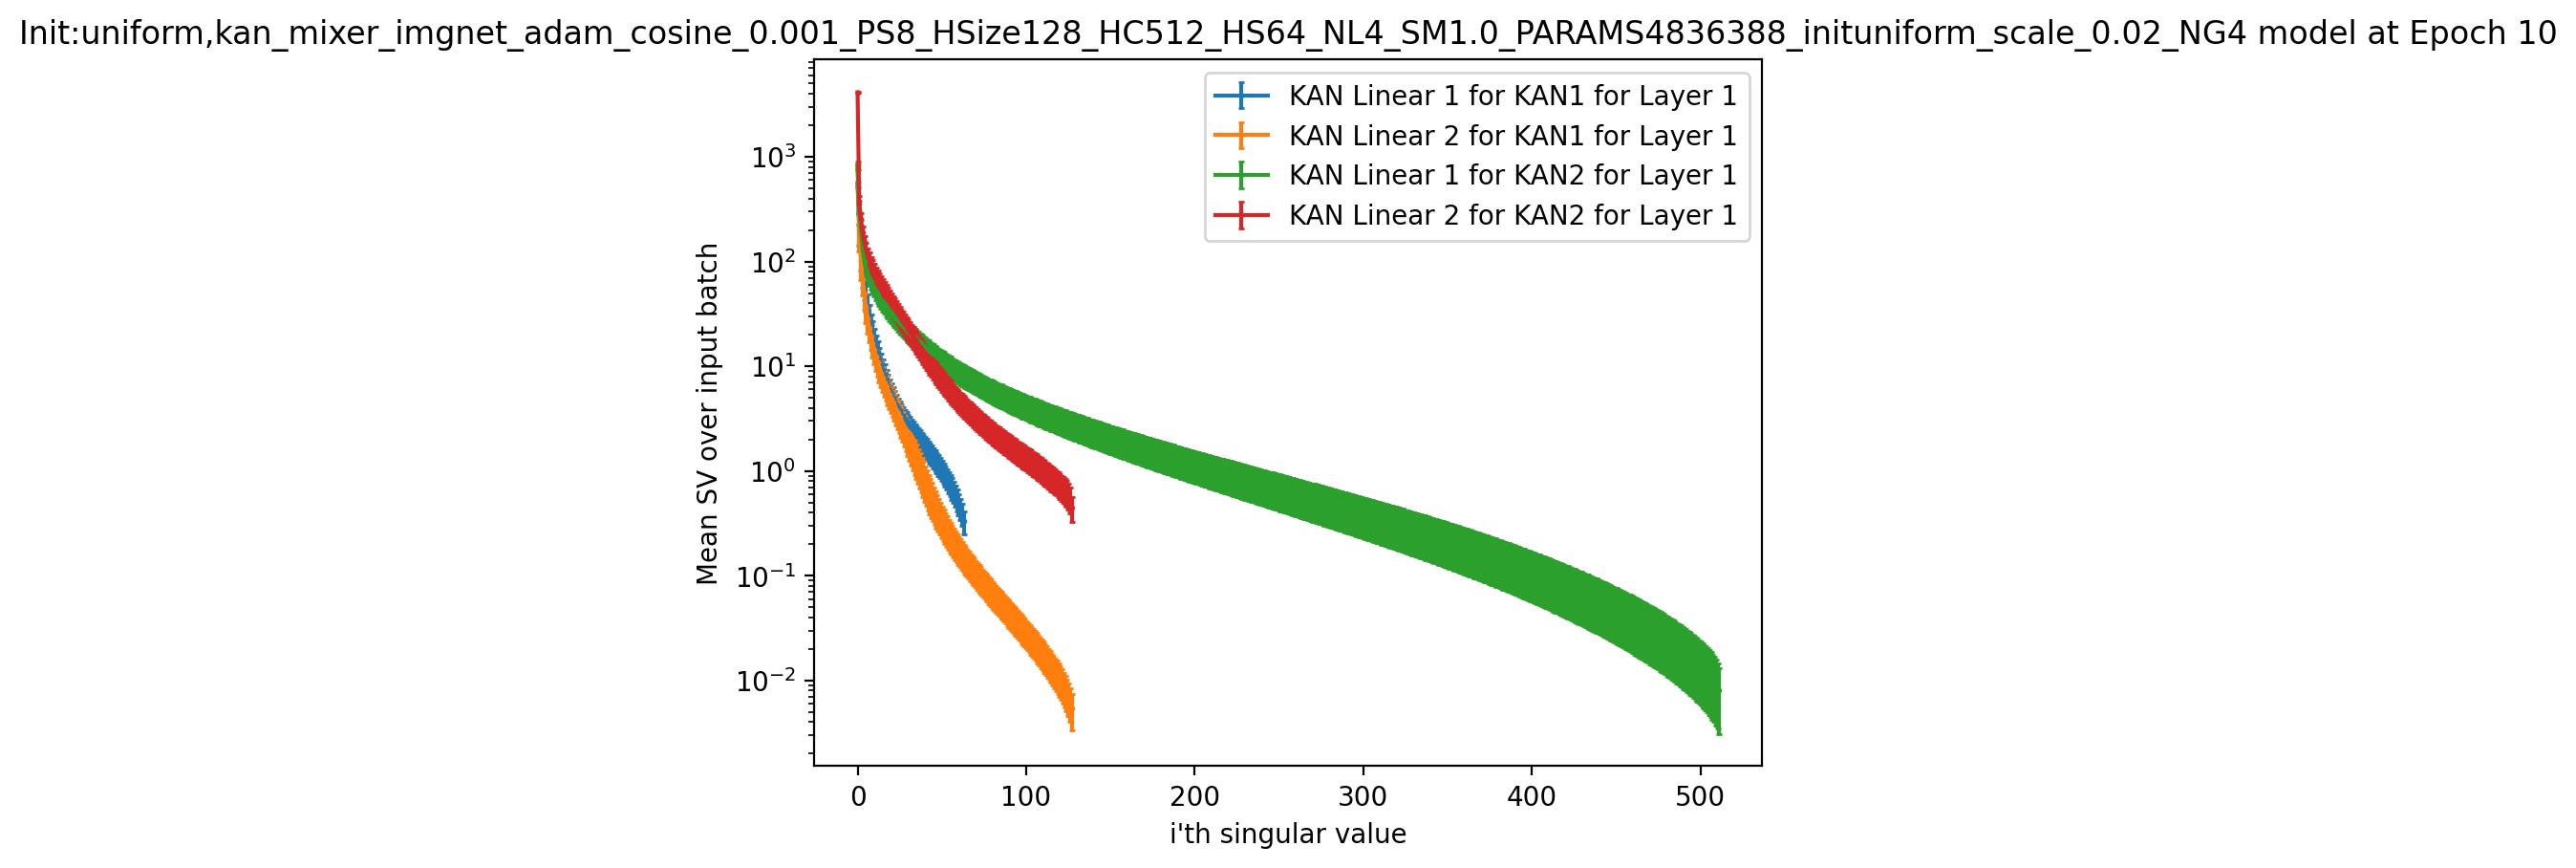 Init:uniform,kan_mixer_imgnet_adam_cosine_0.001_PS8_HSize128_HC512_HS64_NL4_SM1.0_PARAMS4836388_inituniform_scale_0.02_NG4 model at Epoch 10
KAN Linear 1 for KAN1 for Layer 1
KAN Linear 2 for KAN1 for Layer 1
KAN Linear 1 for KAN2 for Layer 1
KAN Linear 2 for KAN2 for Layer 1
Mean SV over input batch
10³
10²
10¹
10⁰
10⁻¹
10⁻²
0 100 200 300 400 500
i'th singular value